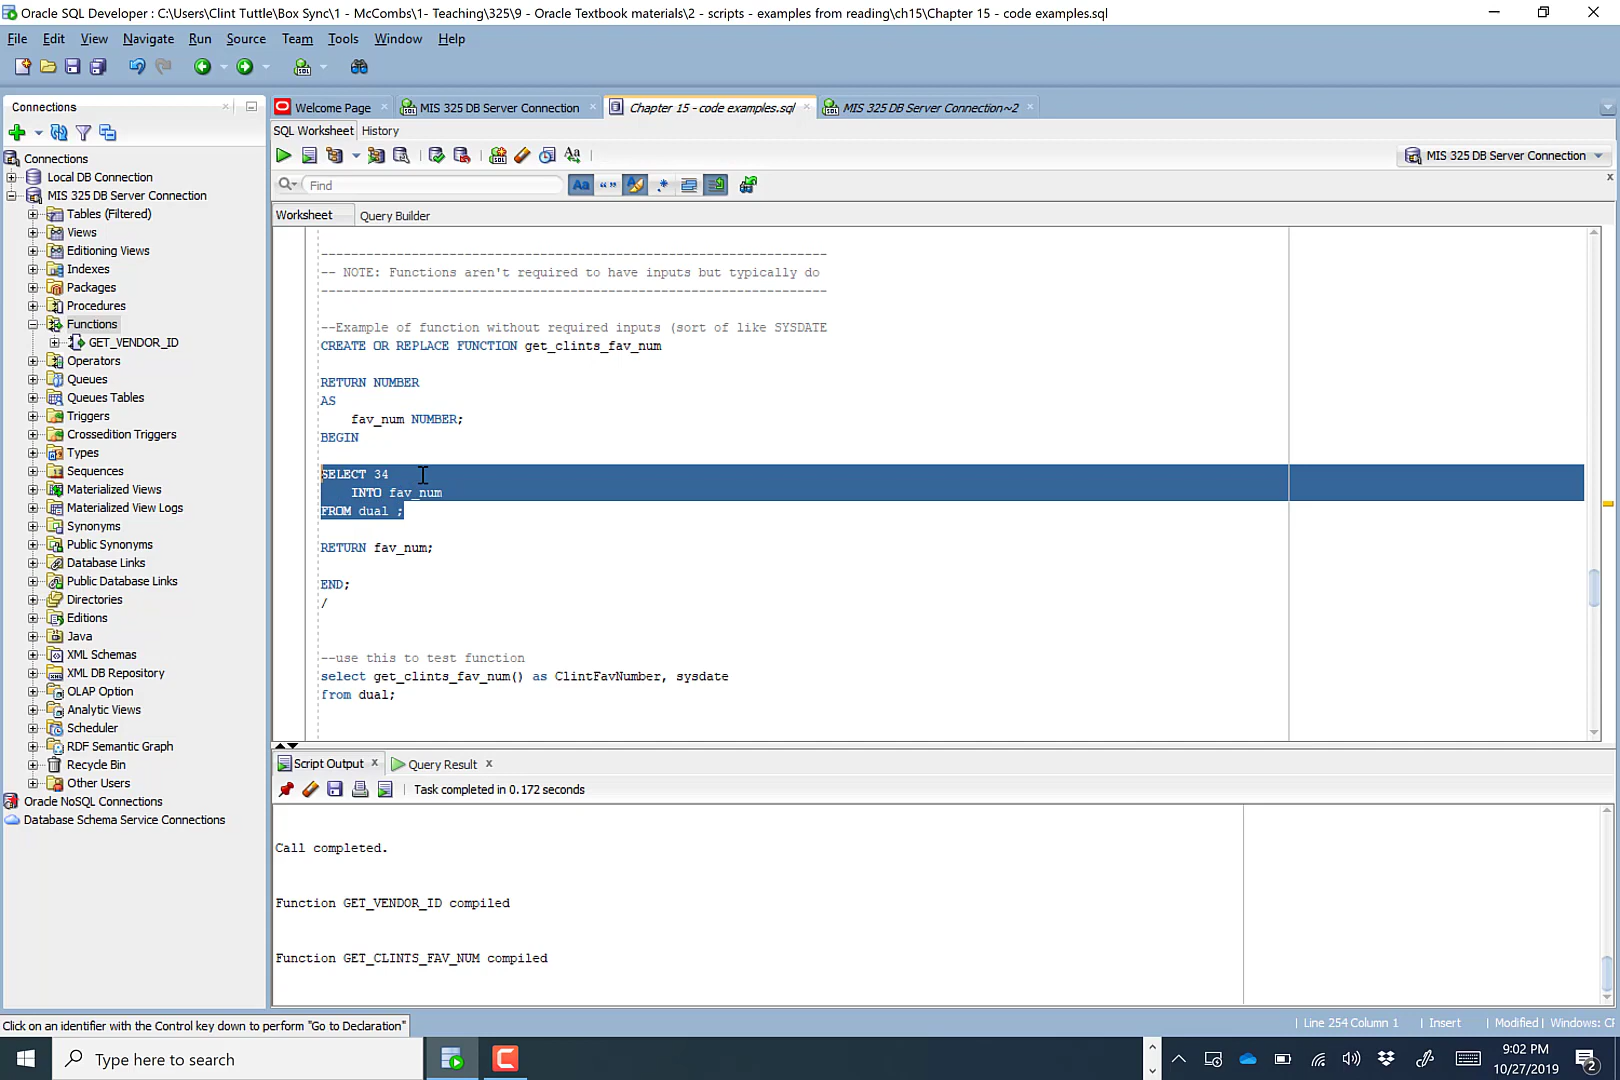 Oracle SQL Developer : C:\Users\Clint Tuttle\Box Sync\1 - McCombs\1- Teaching\325\9 - Oracle Textbook materials\2 - scripts - examples from reading\ch15\Chapter 15 - code examples.sql
File Edit View Navigate Run Source Team Tools Window Help
Connections
Welcome Page
MIS 325 DB Server Connection
Chapter 15 - code examples.sql
MIS 325 DB Server Connection~2
SQL Worksheet History
MIS 325 DB Server Connection
Find
Aa
Worksheet Query Builder
Connections
Local DB Connection
MIS 325 DB Server Connection
Tables (Filtered)
Views
Editioning Views
Indexes
Packages
Procedures
Functions
GET_VENDOR_ID
Operators
Queues
Queues Tables
Triggers
Crossedition Triggers
Types
Sequences
Materialized Views
Materialized View Logs
Synonyms
Public Synonyms
Database Links
Public Database Links
Directories
Editions
Java
XML Schemas
XML DB Repository
OLAP Option
Analytic Views
Scheduler
RDF Semantic Graph
Recycle Bin
Other Users
Oracle NoSQL Connections
Database Schema Service Connections
--------------------------------------------------------------------
-- NOTE: Functions aren't required to have inputs but typically do
--------------------------------------------------------------------
--Example of function without required inputs (sort of like SYSDATE
CREATE OR REPLACE FUNCTION get_clints_fav_num
RETURN NUMBER
AS
fav_num NUMBER;
BEGIN
SELECT 34
INTO fav_num
FROM dual ;
RETURN fav_num;
END;
/
--use this to test function
select get_clints_fav_num() as ClintFavNumber, sysdate
from dual;
Script Output
Query Result
Task completed in 0.172 seconds
Call completed.
Function GET_VENDOR_ID compiled
Function GET_CLINTS_FAV_NUM compiled
Click on an identifier with the Control key down to perform "Go to Declaration"
Line 254 Column 1 Insert Modified Windows: CF
Type here to search
9:02 PM
10/27/2019
2